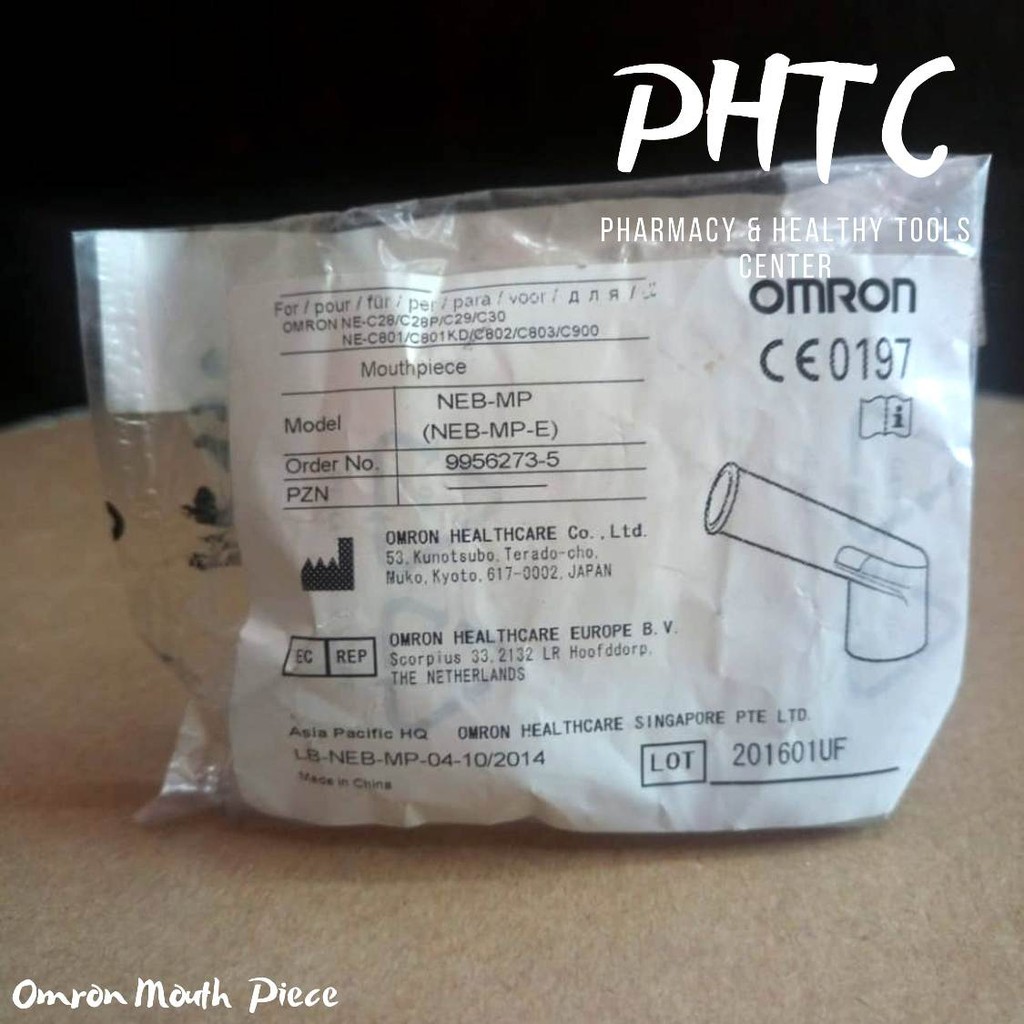 PHTC
PHARMACY & HEALTHY TOOLS
CENTER
For / pour / für / per / para / voor / для /
OMRON NE-C28/C28P/C29/C30
NE-C801/C801KD/C802/C803/C900
Mouthpiece
Model NEB-MP
(NEB-MP-E)
Order No. 9956273-5
PZN
OMRON
CE0197
i
OMRON HEALTHCARE Co., Ltd.
53, Kunotsubo, Terado-cho,
Muko, Kyoto, 617-0002, JAPAN
EC REP
OMRON HEALTHCARE EUROPE B.V.
Scorpius 33, 2132 LR Hoofddorp,
THE NETHERLANDS
Asia Pacific HQ OMRON HEALTHCARE SINGAPORE PTE LTD.
LB-NEB-MP-04-10/2014
LOT 201601UF
Made in China
Omron Mouth Piece